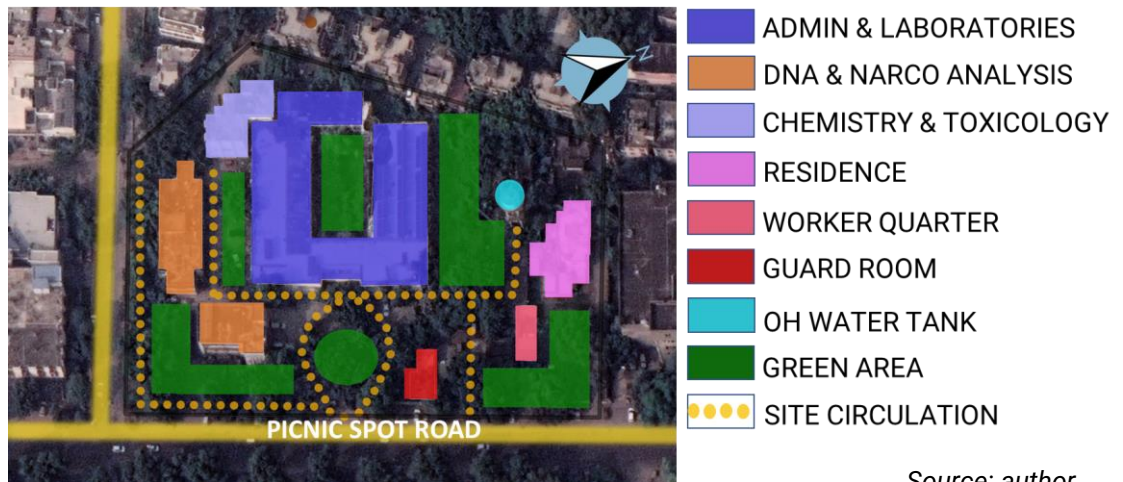 ADMIN & LABORATORIES
DNA & NARCO ANALYSIS
CHEMISTRY & TOXICOLOGY
RESIDENCE
WORKER QUARTER
GUARD ROOM
OH WATER TANK
GREEN AREA
SITE CIRCULATION
N
PICNIC SPOT ROAD
Source: author